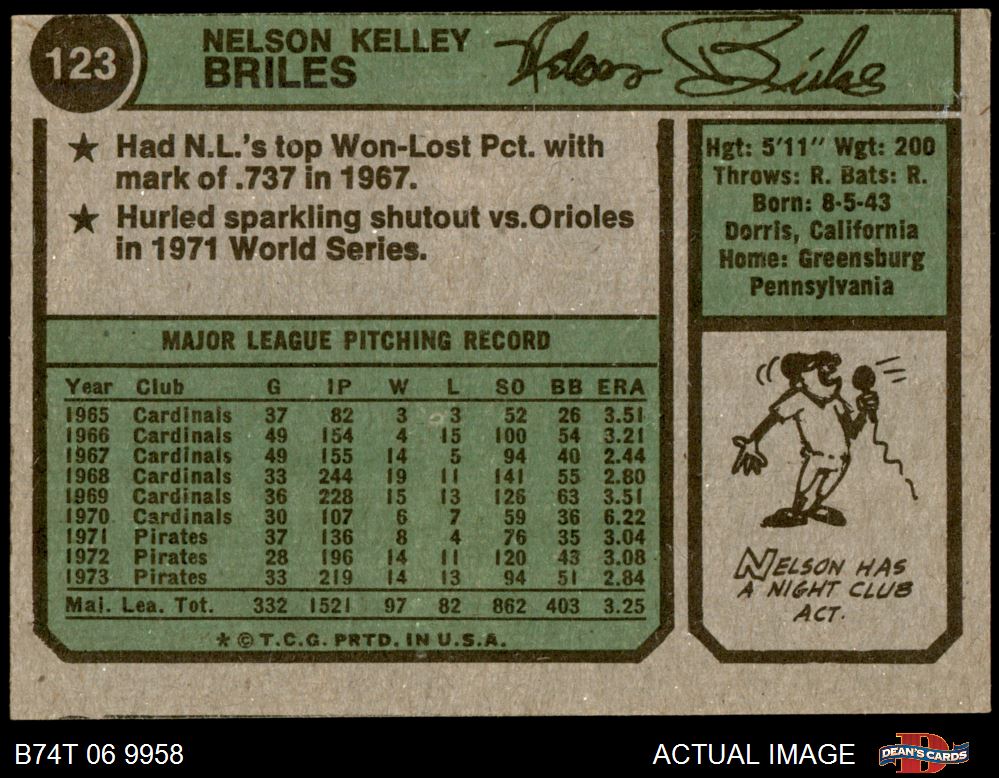 123
NELSON KELLEY
BRILES
★ Had N.L.'s top Won-Lost Pct. with
mark of .737 in 1967.
★ Hurled sparkling shutout vs.Orioles
in 1971 World Series.
Hgt: 5'11" Wgt: 200
Throws: R. Bats: R.
Born: 8-5-43
Dorris, California
Home: Greensburg
Pennsylvania
MAJOR LEAGUE PITCHING RECORD
Year Club G IP W L SO BB ERA
1965 Cardinals 37 82 3 3 52 26 3.51
1966 Cardinals 49 154 4 15 100 54 3.21
1967 Cardinals 49 155 14 5 94 40 2.44
1968 Cardinals 33 244 19 11 141 55 2.80
1969 Cardinals 36 228 15 13 126 63 3.51
1970 Cardinals 30 107 6 7 59 36 6.22
1971 Pirates 37 136 8 4 76 35 3.04
1972 Pirates 28 196 14 11 120 43 3.08
1973 Pirates 33 219 14 13 94 51 2.84
Maj. Lea. Tot. 332 1521 97 82 862 403 3.25
* © T.C.G. PRTD. IN U.S.A.
NELSON HAS
A NIGHT CLUB
ACT.
B74T 06 9958
ACTUAL IMAGE
DEAN'S CARDS